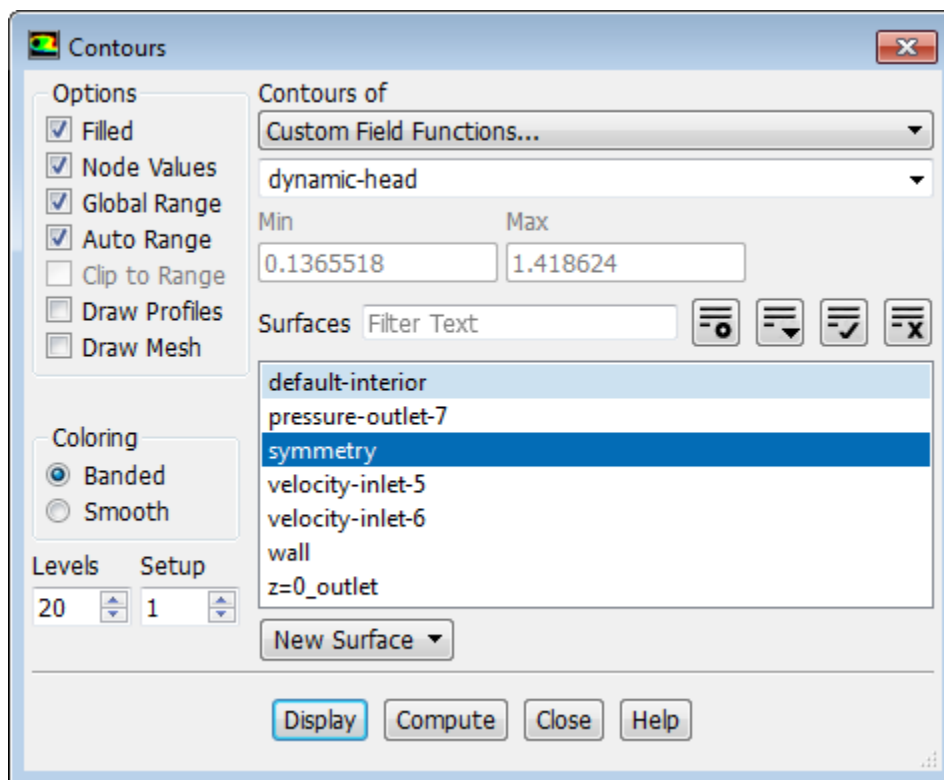 Contours
Options
Filled
Node Values
Global Range
Auto Range
Clip to Range
Draw Profiles
Draw Mesh
Coloring
Banded
Smooth
Levels Setup
20 1
Contours of
Custom Field Functions...
dynamic-head
Min Max
0.1365518 1.418624
Surfaces Filter Text
default-interior
pressure-outlet-7
symmetry
velocity-inlet-5
velocity-inlet-6
wall
z=0_outlet
New Surface
Display Compute Close Help